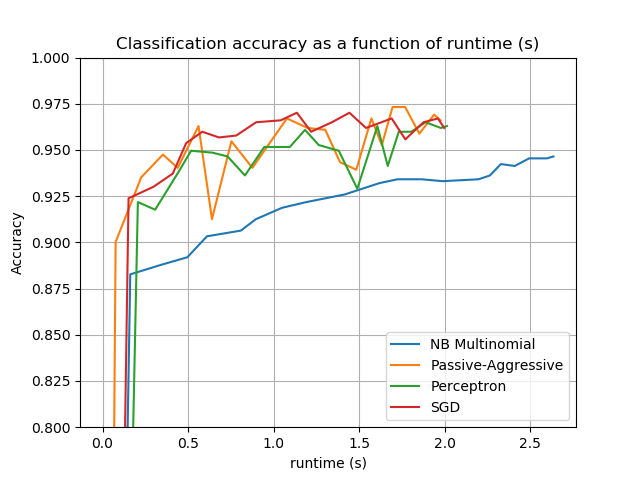 Classification accuracy as a function of runtime (s)
1.000
0.975
0.950
0.925
0.900
0.875
0.850
0.825
0.800
Accuracy
NB Multinomial
Passive-Aggressive
Perceptron
SGD
0.0 0.5 1.0 1.5 2.0 2.5
runtime (s)